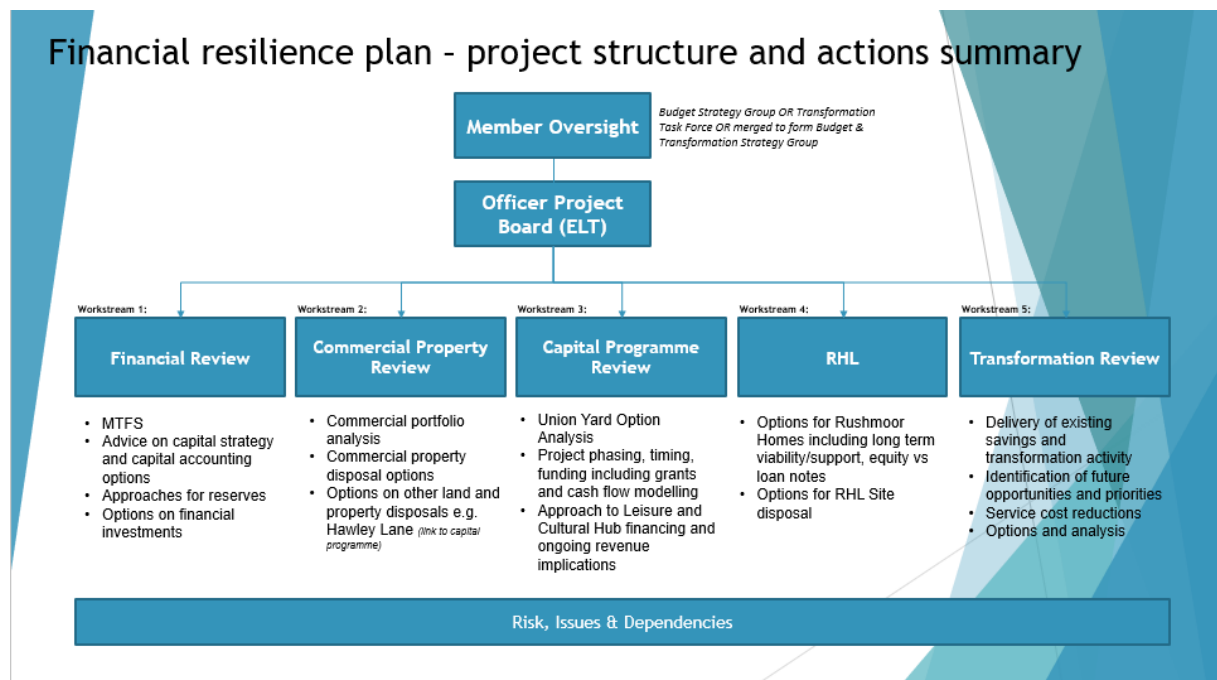 Financial resilience plan – project structure and actions summary
Member Oversight
Budget Strategy Group OR Transformation
Task Force OR merged to form Budget &
Transformation Strategy Group
Officer Project
Board (ELT)
Workstream 1:
Financial Review
• MTFS
• Advice on capital strategy
and capital accounting
options
• Approaches for reserves
• Options on financial
investments
Workstream 2:
Commercial Property
Review
• Commercial portfolio
analysis
• Commercial property
disposal options
• Options on other land and
property disposals e.g.
Hawley Lane (link to capital
programme)
Workstream 3:
Capital Programme
Review
• Union Yard Option
Analysis
• Project phasing, timing,
funding including grants
and cash flow modelling
• Approach to Leisure and
Cultural Hub financing and
ongoing revenue
implications
Workstream 4:
RHL
• Options for Rushmoor
Homes including long term
viability/support, equity vs
loan notes
• Options for RHL Site
disposal
Workstream 5:
Transformation Review
• Delivery of existing
savings and
transformation activity
• Identification of future
opportunities and priorities
• Service cost reductions
• Options and analysis
Risk, Issues & Dependencies